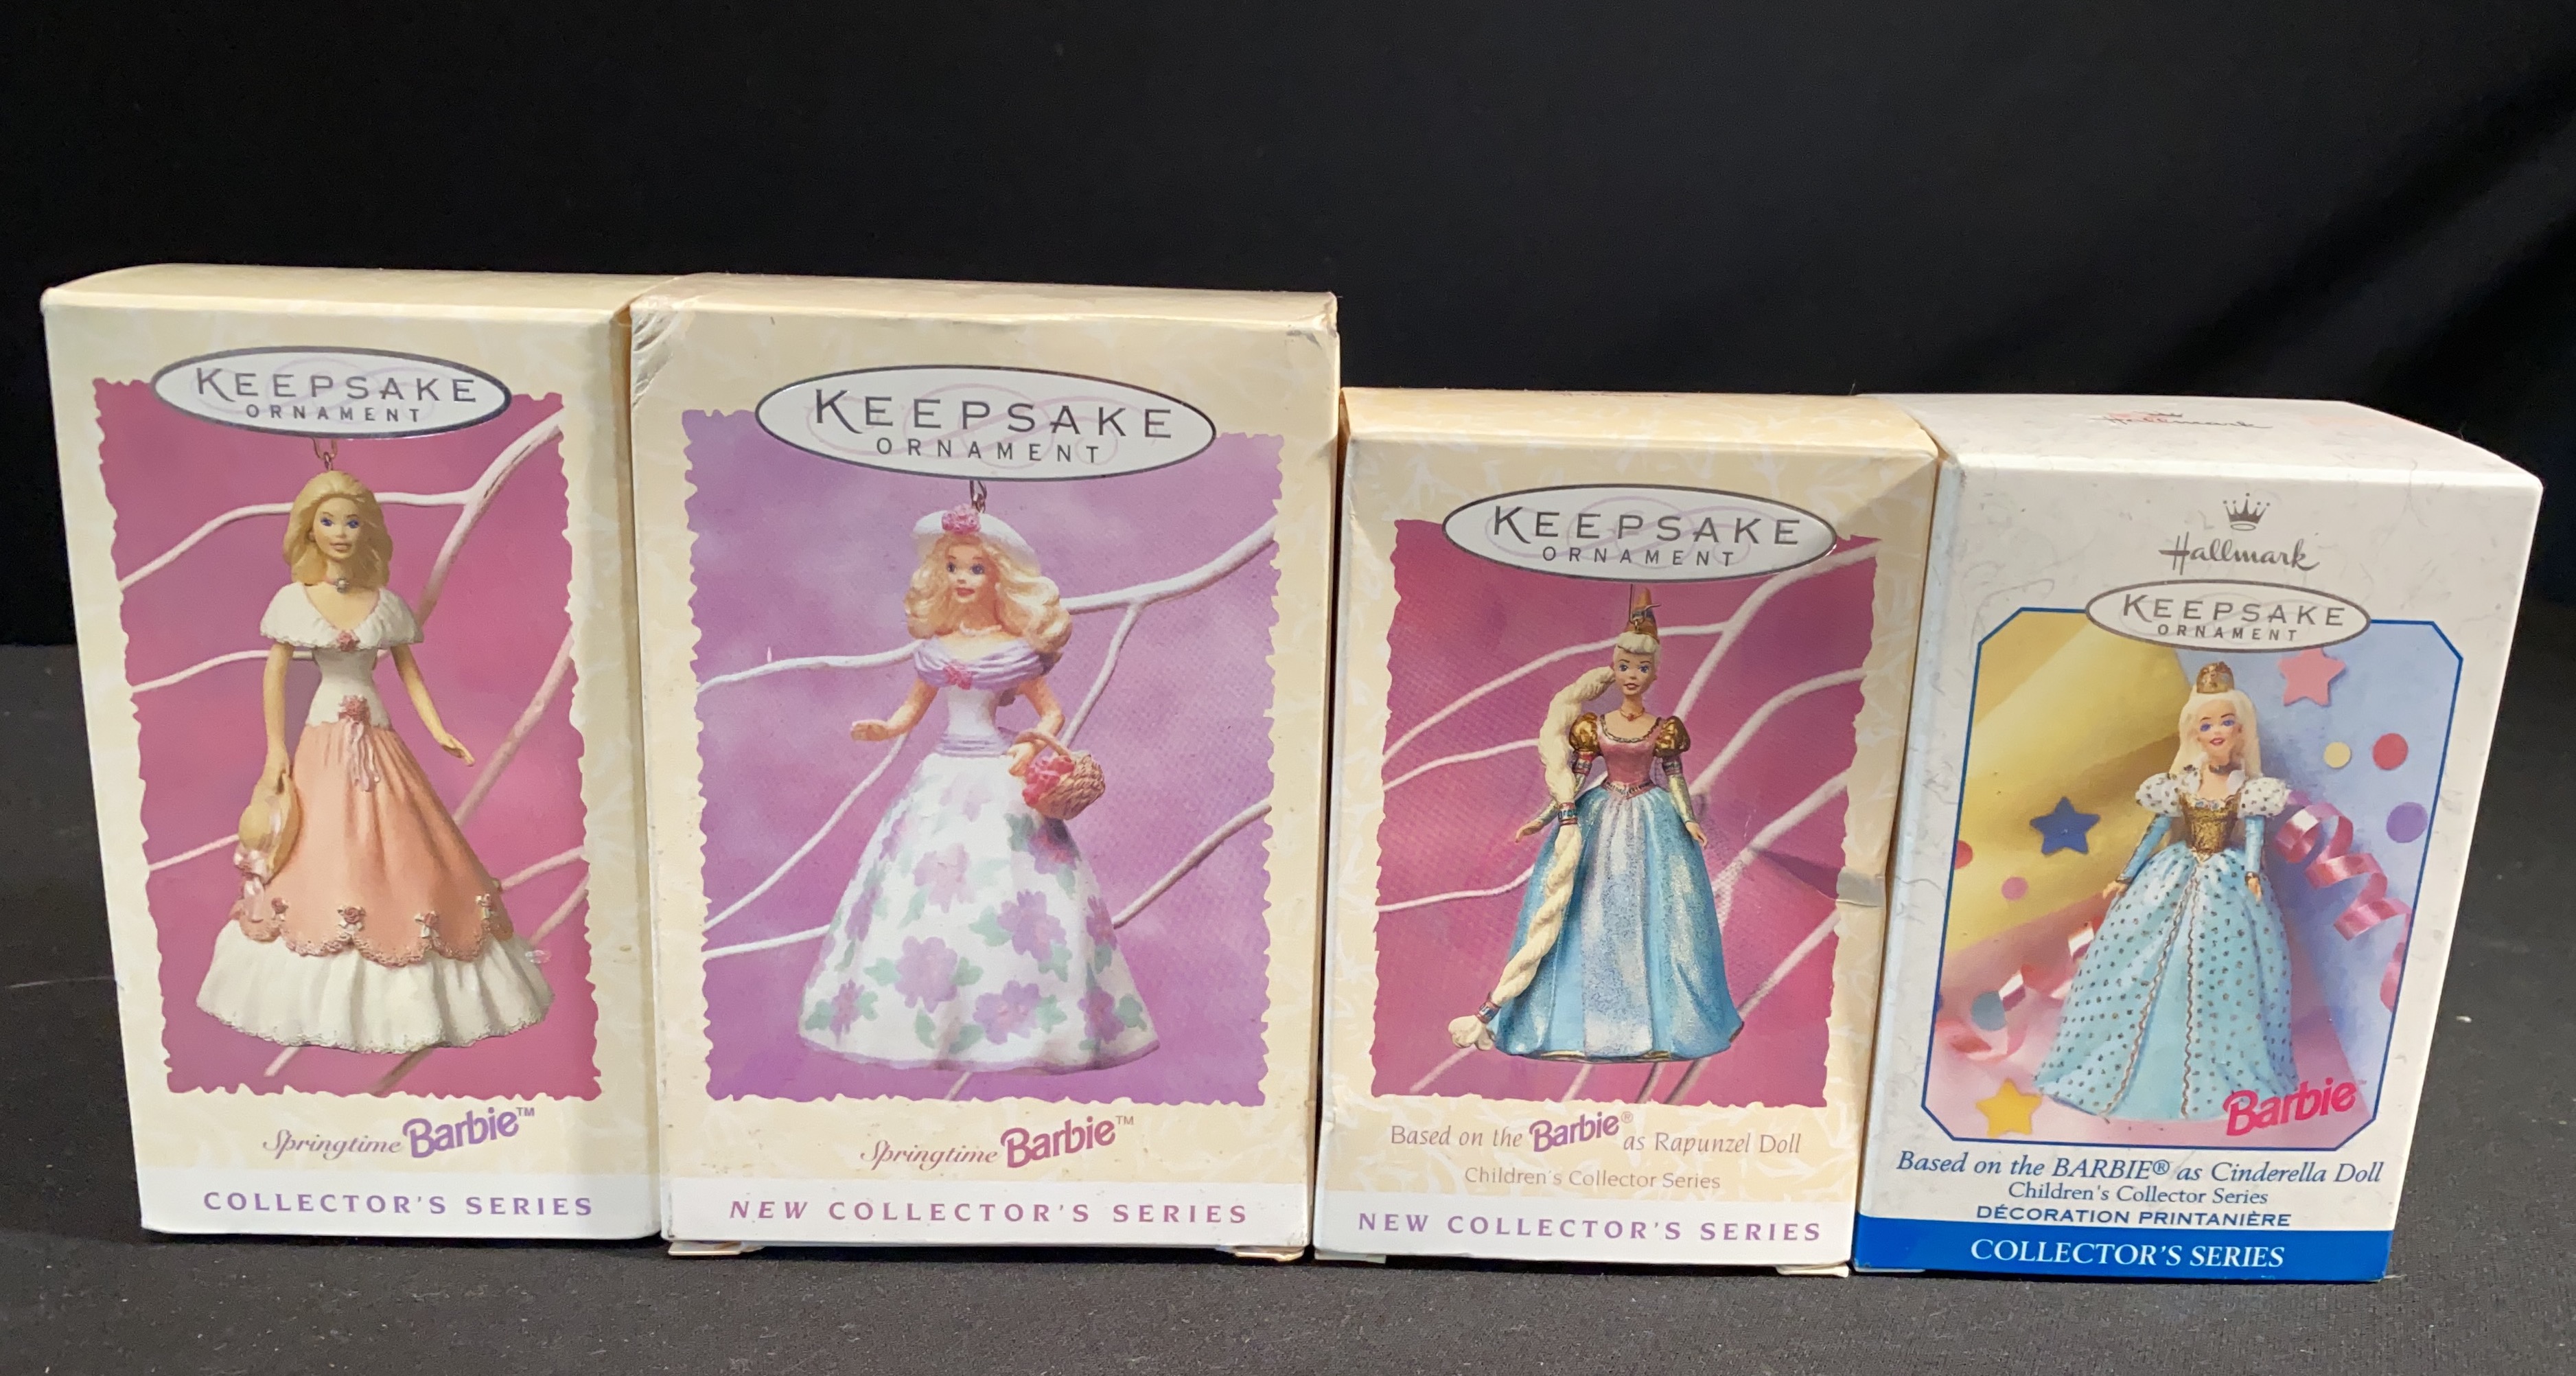 KEEPSAKE
ORNAMENT
Springtime Barbie™
COLLECTOR'S SERIES
KEEPSAKE
ORNAMENT
Springtime Barbie™
NEW COLLECTOR'S SERIES
KEEPSAKE
ORNAMENT
Based on the Barbie® as Rapunzel Doll
Children's Collector Series
NEW COLLECTOR'S SERIES
Hallmark
Hallmark
KEEPSAKE
ORNAMENT
Barbie™
Based on the BARBIE® as Cinderella Doll
Children's Collector Series
DÉCORATION PRINTANIÈRE
COLLECTOR'S SERIES